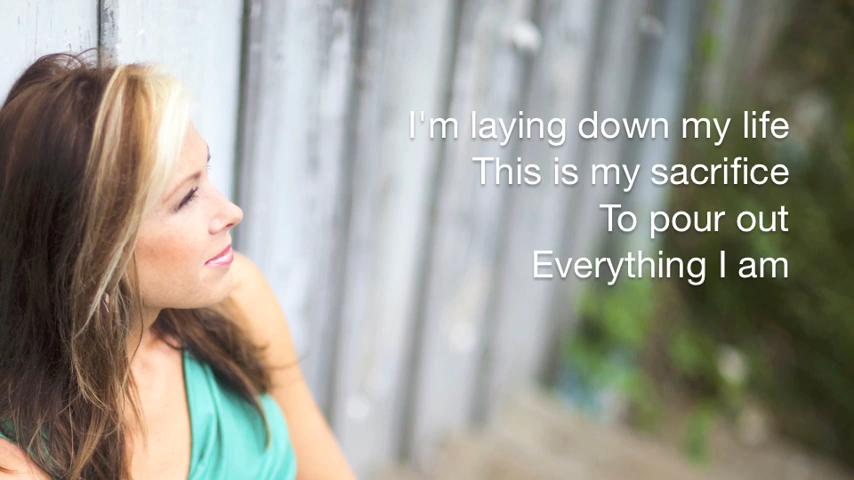 I'm laying down my life
This is my sacrifice
To pour out
Everything I am